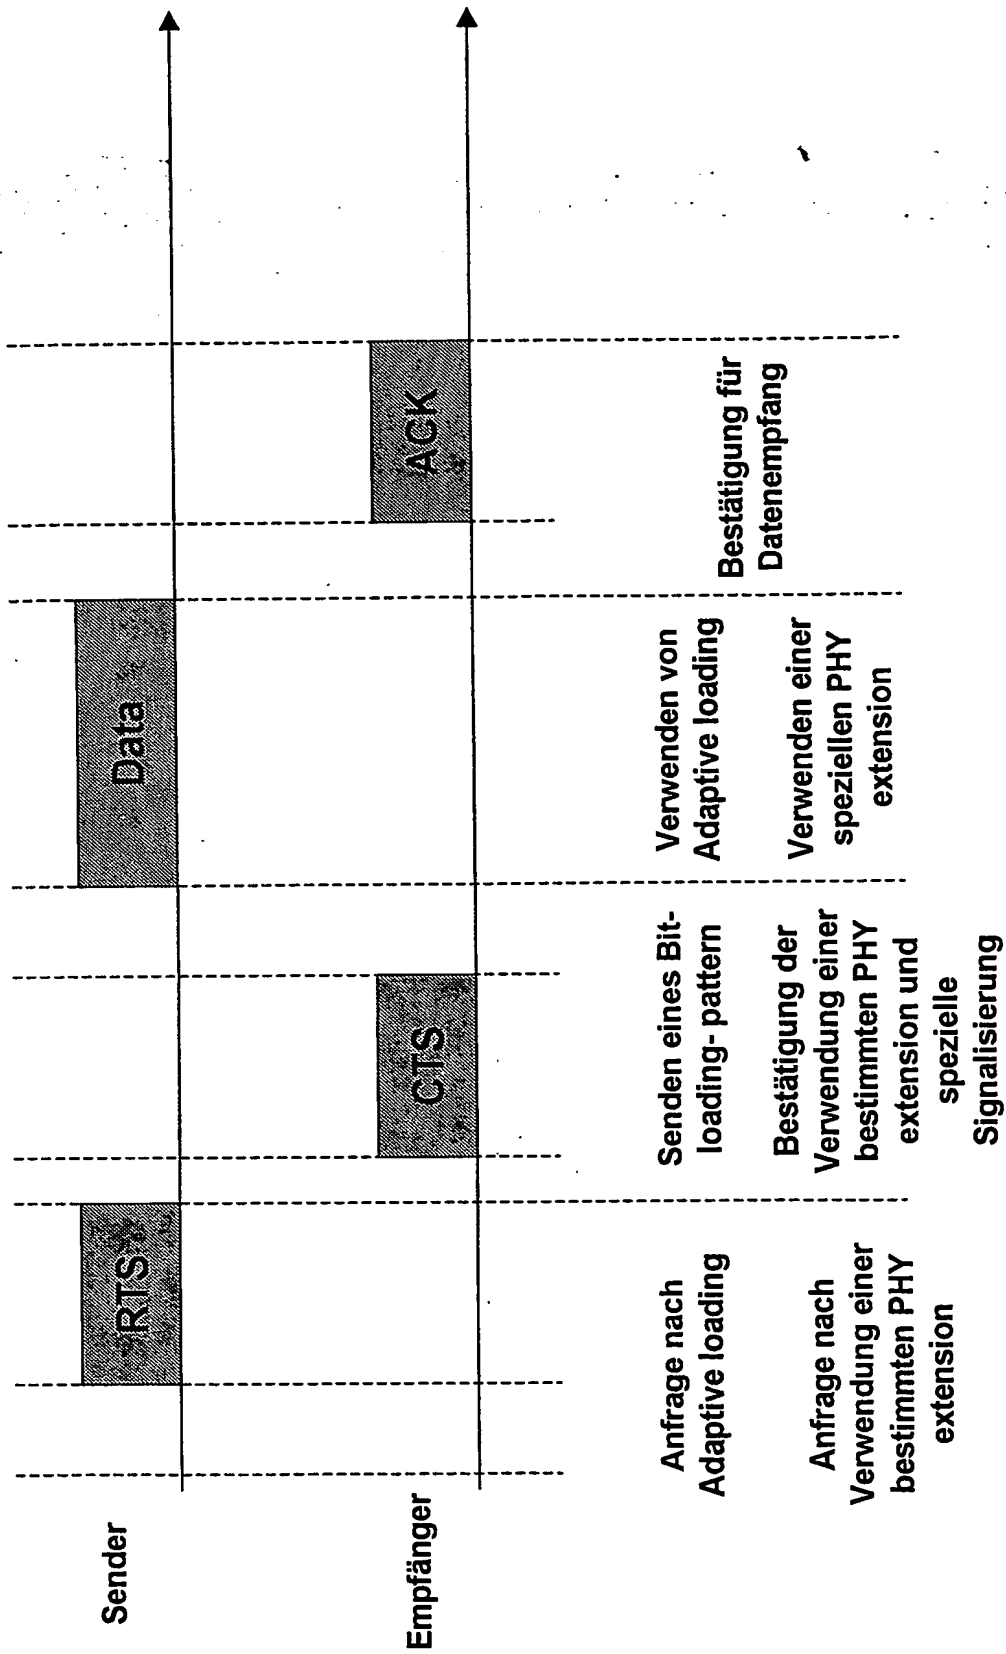 Sender
RTS
Data
Empfänger
CTS
ACK
Anfrage nach
Adaptive loading
Anfrage nach
Verwendung einer
bestimmten PHY
extension
Senden eines Bit-
loading- pattern
Bestätigung der
Verwendung einer
bestimmten PHY
extension und
spezielle
Signalisierung
Verwenden von
Adaptive loading
Verwenden einer
speziellen PHY
extension
Bestätigung für
Datenempfang